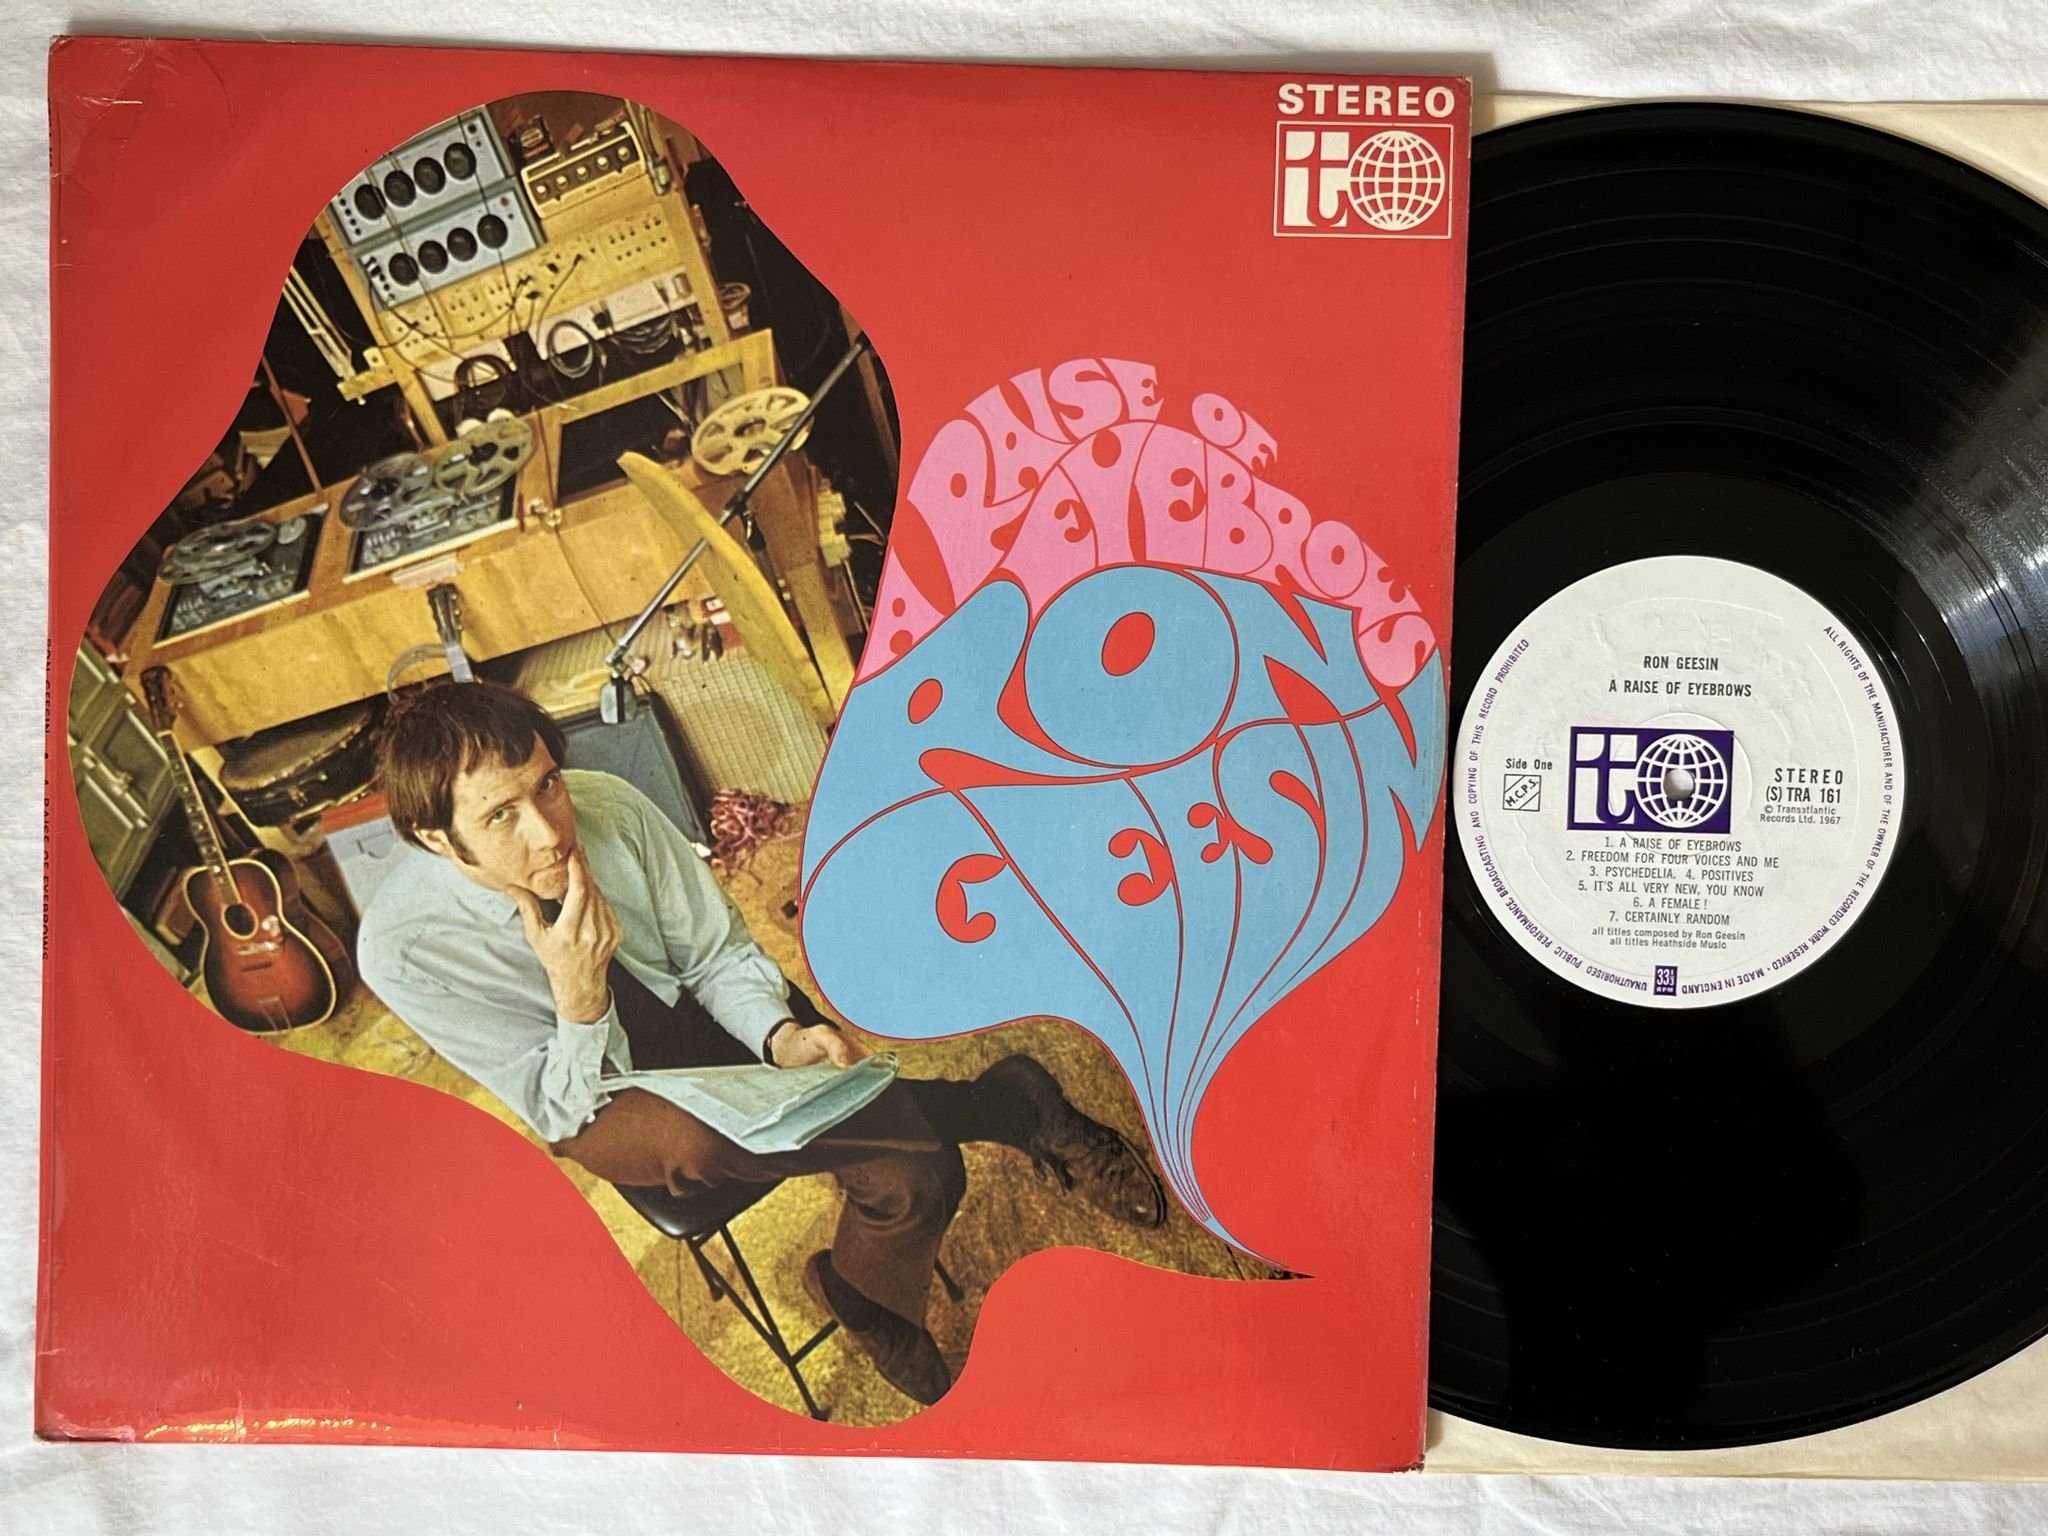 STEREO
to
A RAISE OF
EYEBROWS
RON
GEESIN
RON GEESIN
A RAISE OF EYEBROWS
RON GEESIN
A RAISE OF EYEBROWS
Side One
M.C.P.S.
to
STEREO
(S) TRA 161
© Transatlantic
Records Ltd. 1967
1. A RAISE OF EYEBROWS
2. FREEDOM FOR FOUR VOICES AND ME
3. PSYCHEDELIA. 4. POSITIVES
5. IT'S ALL VERY NEW, YOU KNOW
6. A FEMALE!
7. CERTAINLY RANDOM
all titles composed by Ron Geesin
all titles Heathside Music
33 1/3
RPM
ALL RIGHTS OF THE MANUFACTURER AND OF THE OWNER OF THE RECORDED WORK RESERVED • MADE IN ENGLAND
UNAUTHORISED PUBLIC PERFORMANCE, BROADCASTING AND COPYING OF THIS RECORD PROHIBITED